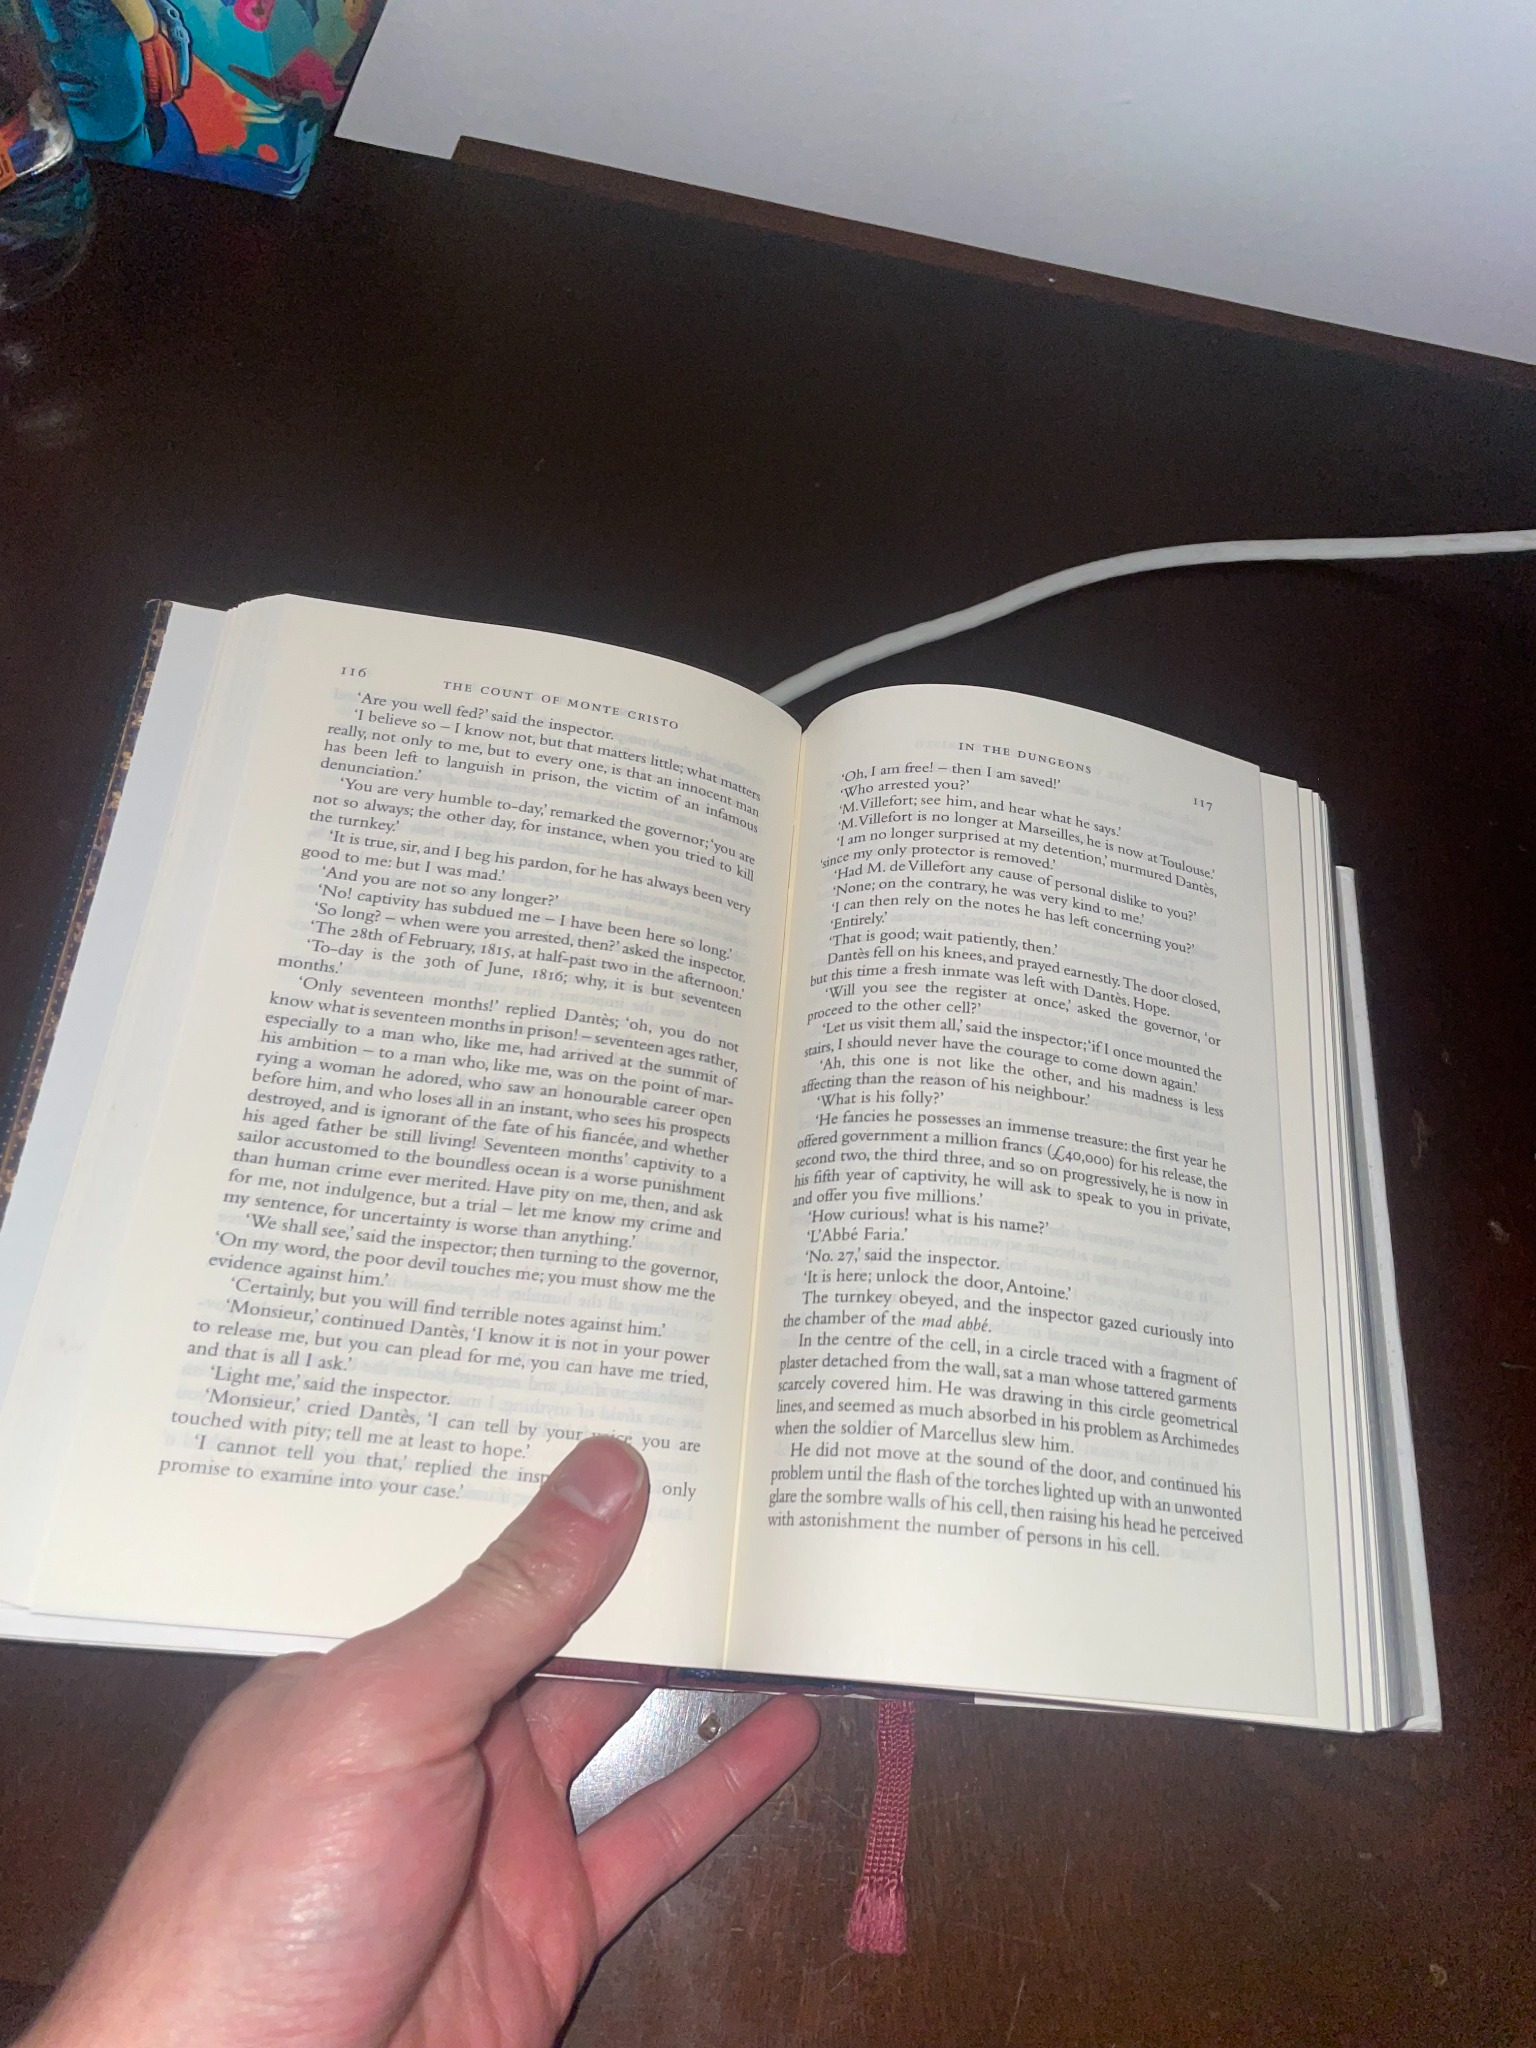 116
THE COUNT OF MONTE CRISTO
‘Are you well fed?’ said the inspector.
‘I believe so – I know not, but that matters little; what matters
really, not only to me, but to every one, is that an innocent man
has been left to languish in prison, the victim of an infamous
denunciation.’
‘You are very humble to-day,’ remarked the governor; ‘you are
not so always; the other day, for instance, when you tried to kill
the turnkey.’
‘It is true, sir, and I beg his pardon, for he has always been very
good to me: but I was mad.’
‘And you are not so any longer?’
‘No! captivity has subdued me – I have been here so long.’
‘So long? – when were you arrested, then?’ asked the inspector.
‘The 28th of February, 1815, at half-past two in the afternoon.’
‘To-day is the 30th of June, 1816; why, it is but seventeen
months.’
‘Only seventeen months!’ replied Dantès; ‘oh, you do not
know what is seventeen months in prison! – seventeen ages rather,
especially to a man who, like me, had arrived at the summit of
his ambition – to a man who, like me, was on the point of mar-
rying a woman he adored, who saw an honourable career open
before him, and who loses all in an instant, who sees his prospects
destroyed, and is ignorant of the fate of his fiancée, and whether
his aged father be still living! Seventeen months’ captivity to a
sailor accustomed to the boundless ocean is a worse punishment
than human crime ever merited. Have pity on me, then, and ask
for me, not indulgence, but a trial – let me know my crime and
my sentence, for uncertainty is worse than anything.’
‘We shall see,’ said the inspector; then turning to the governor,
‘On my word, the poor devil touches me; you must show me the
evidence against him.’
‘Certainly, but you will find terrible notes against him.’
‘Monsieur,’ continued Dantès, ‘I know it is not in your power
to release me, but you can plead for me, you can have me tried,
and that is all I ask.’
‘Light me,’ said the inspector.
‘Monsieur,’ cried Dantès, ‘I can tell by your voice you are
touched with pity; tell me at least to hope.’
‘I cannot tell you that,’ replied the insp only
promise to examine into your case.’
IN THE DUNGEONS
117
‘Oh, I am free! – then I am saved!’
‘Who arrested you?’
‘M. Villefort; see him, and hear what he says.’
‘M. Villefort is no longer at Marseilles, he is now at Toulouse.’
‘I am no longer surprised at my detention,’ murmured Dantès,
‘since my only protector is removed.’
‘Had M. de Villefort any cause of personal dislike to you?’
‘None; on the contrary, he was very kind to me.’
‘I can then rely on the notes he has left concerning you?’
‘Entirely.’
‘That is good; wait patiently, then.’
Dantès fell on his knees, and prayed earnestly. The door closed,
but this time a fresh inmate was left with Dantès. Hope.
‘Will you see the register at once,’ asked the governor, ‘or
proceed to the other cell?’
‘Let us visit them all,’ said the inspector; ‘if I once mounted the
stairs, I should never have the courage to come down again.’
‘Ah, this one is not like the other, and his madness is less
affecting than the reason of his neighbour.’
‘What is his folly?’
‘He fancies he possesses an immense treasure: the first year he
offered government a million francs (£40,000) for his release, the
second two, the third three, and so on progressively, he is now in
his fifth year of captivity, he will ask to speak to you in private,
and offer you five millions.’
‘How curious! what is his name?’
‘L’Abbé Faria.’
‘No. 27,’ said the inspector.
‘It is here; unlock the door, Antoine.’
The turnkey obeyed, and the inspector gazed curiously into
the chamber of the mad abbé.
In the centre of the cell, in a circle traced with a fragment of
plaster detached from the wall, sat a man whose tattered garments
scarcely covered him. He was drawing in this circle geometrical
lines, and seemed as much absorbed in his problem as Archimedes
when the soldier of Marcellus slew him.
He did not move at the sound of the door, and continued his
problem until the flash of the torches lighted up with an unwonted
glare the sombre walls of his cell, then raising his head he perceived
with astonishment the number of persons in his cell.